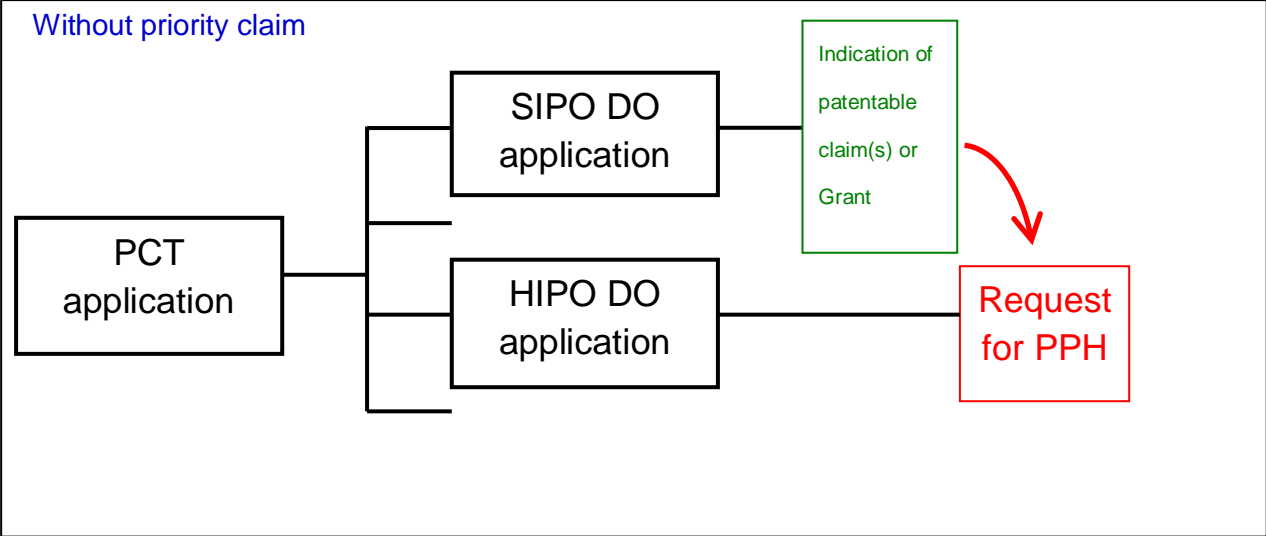 Without priority claim
SIPO DO
application
Indication of
patentable
claim(s) or
Grant
PCT
application
HIPO DO
application
Request
for PPH